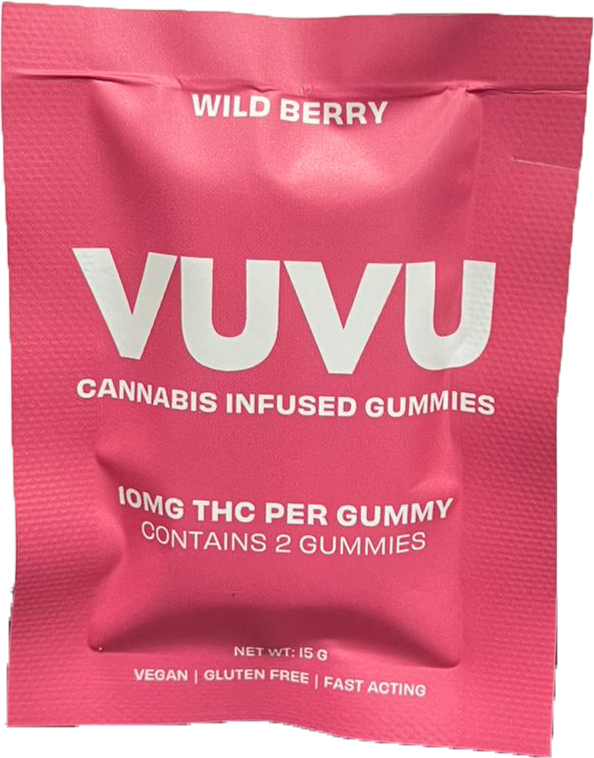 WILD BERRY
VUVU
CANNABIS INFUSED GUMMIES
10MG THC PER GUMMY
CONTAINS 2 GUMMIES
NET WT: 15 G
VEGAN | GLUTEN FREE | FAST ACTING